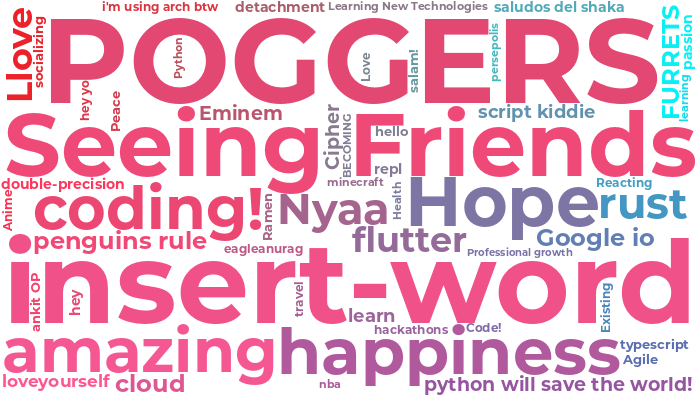 i'm using arch btw
detachment
Learning New Technologies
saludos del shaka
Llove
socializing
POGGERS
hey yo
Peace
Python
Love
salam!
persepolis
FURRETS
learning passion
Eminem
Cipher
BECOMING
script kiddie
Seeing Friends
hello
repl
double-precision
minecraft
Reacting
Anime
coding!
Ramen
Nyaa
Health
Hope
rust
penguins rule
eagleanurag
flutter
Professional growth
Google io
insert-word
ankit OP
hey
travel
learn
Existing
hackathons
Code!
amazing
happiness
typescript
Agile
loveyourself
cloud
nba
python will save the world!